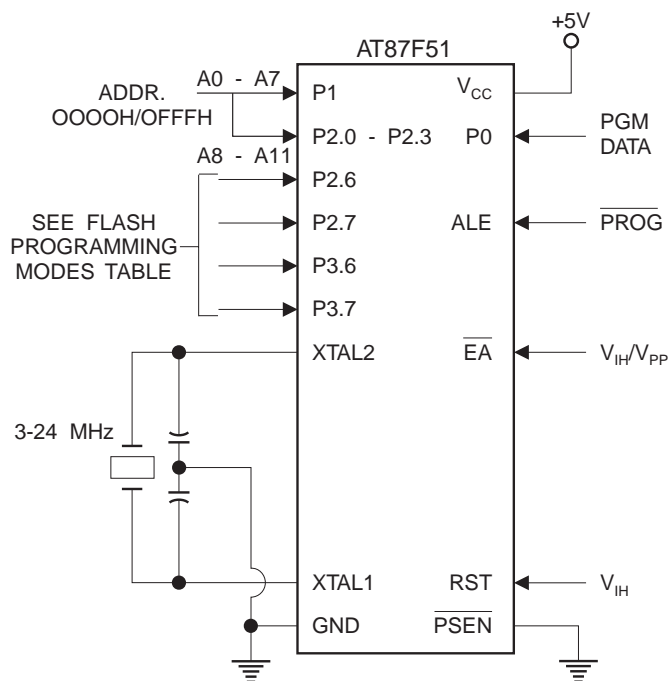 +5V
AT87F51
A0 - A7
ADDR.
OOOOH/OFFFH
P1
VCC
P2.0 - P2.3
P0
PGM
DATA
A8 - A11
P2.6
SEE FLASH
PROGRAMMING
MODES TABLE
P2.7
ALE
PROG
P3.6
P3.7
XTAL2
EA
VIH/VPP
3-24 MHz
XTAL1
RST
VIH
GND
PSEN